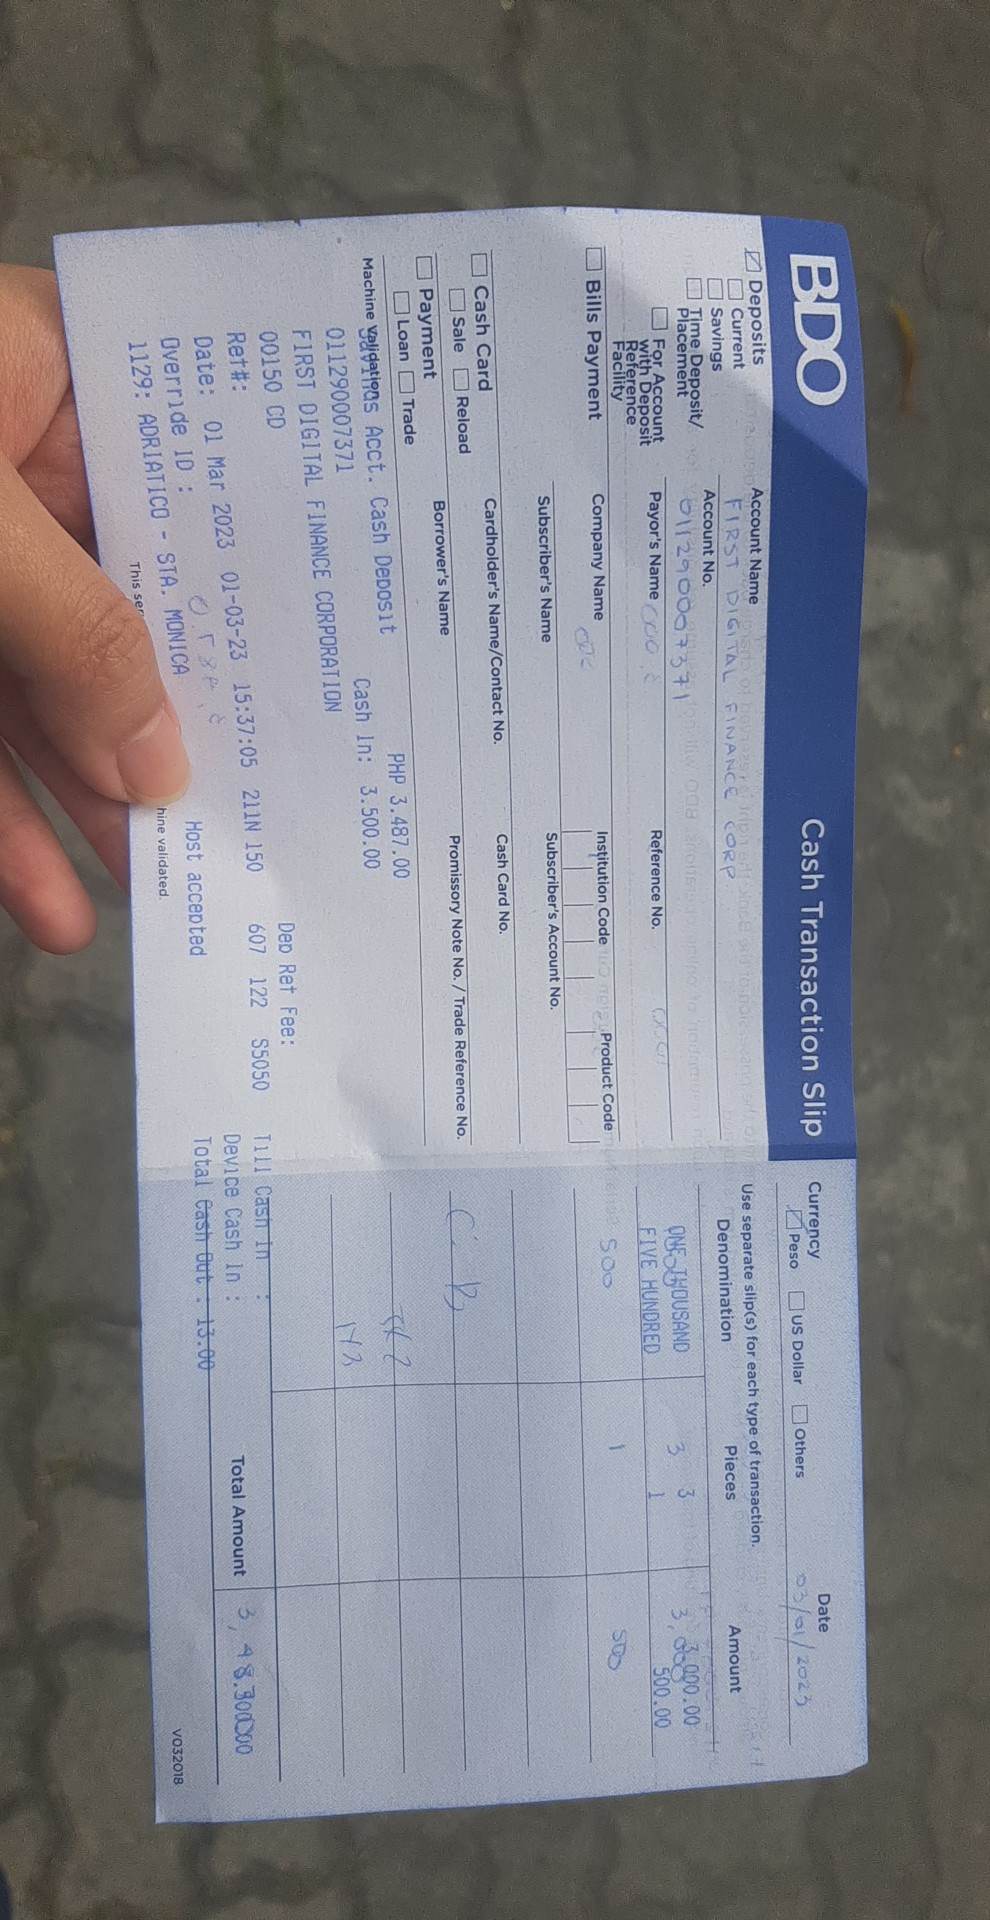 BDO
Cash Transaction Slip
Deposits
Current
Savings
Time Deposit/
Placement
For Account
with Deposit
Reference
Facility
Account Name
FIRST DIGITAL FINANCE CORP
Account No.
011290007371
Payor's Name
Reference No.
Bills Payment
Company Name
Institution Code
Product Code
Subscriber's Name
Subscriber's Account No.
Cash Card
Sale
Reload
Cardholder's Name/Contact No.
Cash Card No.
Payment
Loan
Trade
Borrower's Name
Promissory Note No. / Trade Reference No.
Machine Validation
Savings Acct. Cash Deposit PHP 3.487.00
011290007371 Cash In: 3.500.00
FIRST DIGITAL FINANCE CORPORATION
00150 CD
Ref#: Dep Ref Fee:
Date: 01 Mar 2023 01-03-23 15:37:05 211N 150 607 122 S5050
Override ID :
1129: ADRIATICO - STA. MONICA Host accepted
This
hine validated.
Currency
Peso
US Dollar
Others
Date
03/01/2023
Use separate slip(s) for each type of transaction.
Denomination Pieces Amount
ONE THOUSAND 3 3,000.00
3
FIVE HUNDRED 1 500.00
500 1 500
Till Cash In :
Device Cash In :
Total Cash Out : 13.00
Total Amount
V032018